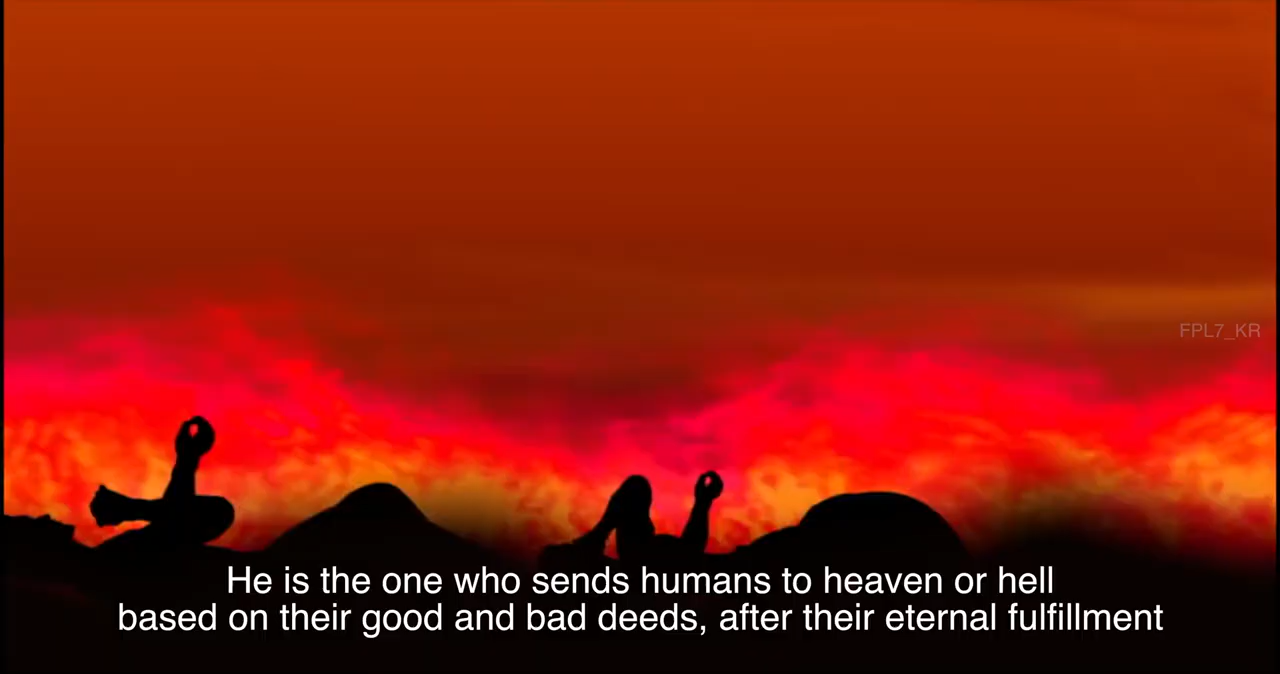 FPL7_KR
He is the one who sends humans to heaven or hell
based on their good and bad deeds, after their eternal fulfillment